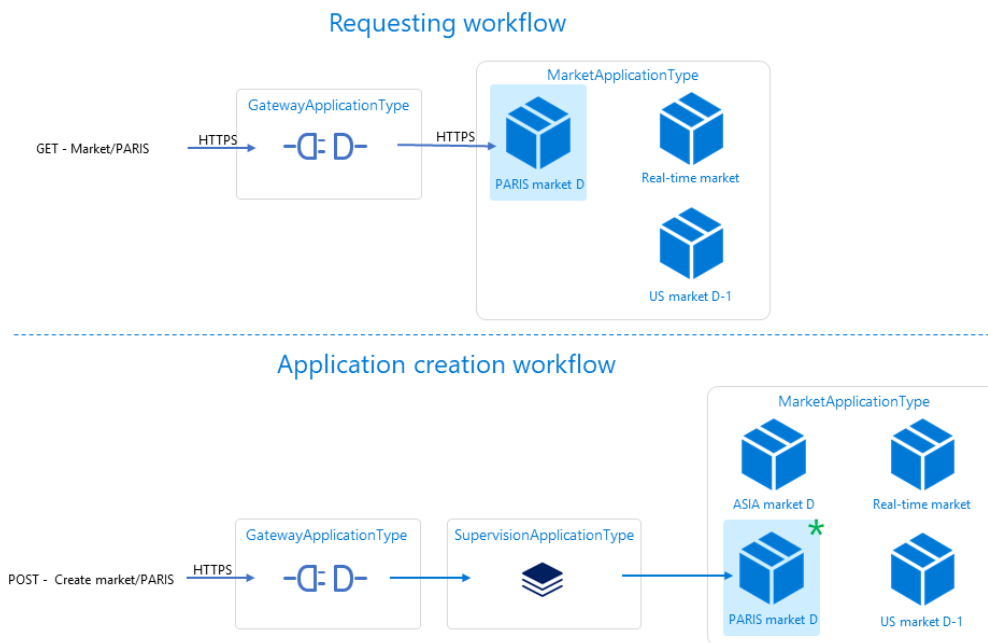 Requesting workflow
MarketApplicationType
GatewayApplicationType
GET - Market/PARIS
HTTPS
HTTPS
PARIS market D
Real-time market
US market D-1
Application creation workflow
MarketApplicationType
ASIA market D
Real-time market
GatewayApplicationType
SupervisionApplicationType
*
POST - Create market/PARIS
HTTPS
PARIS market D
US market D-1